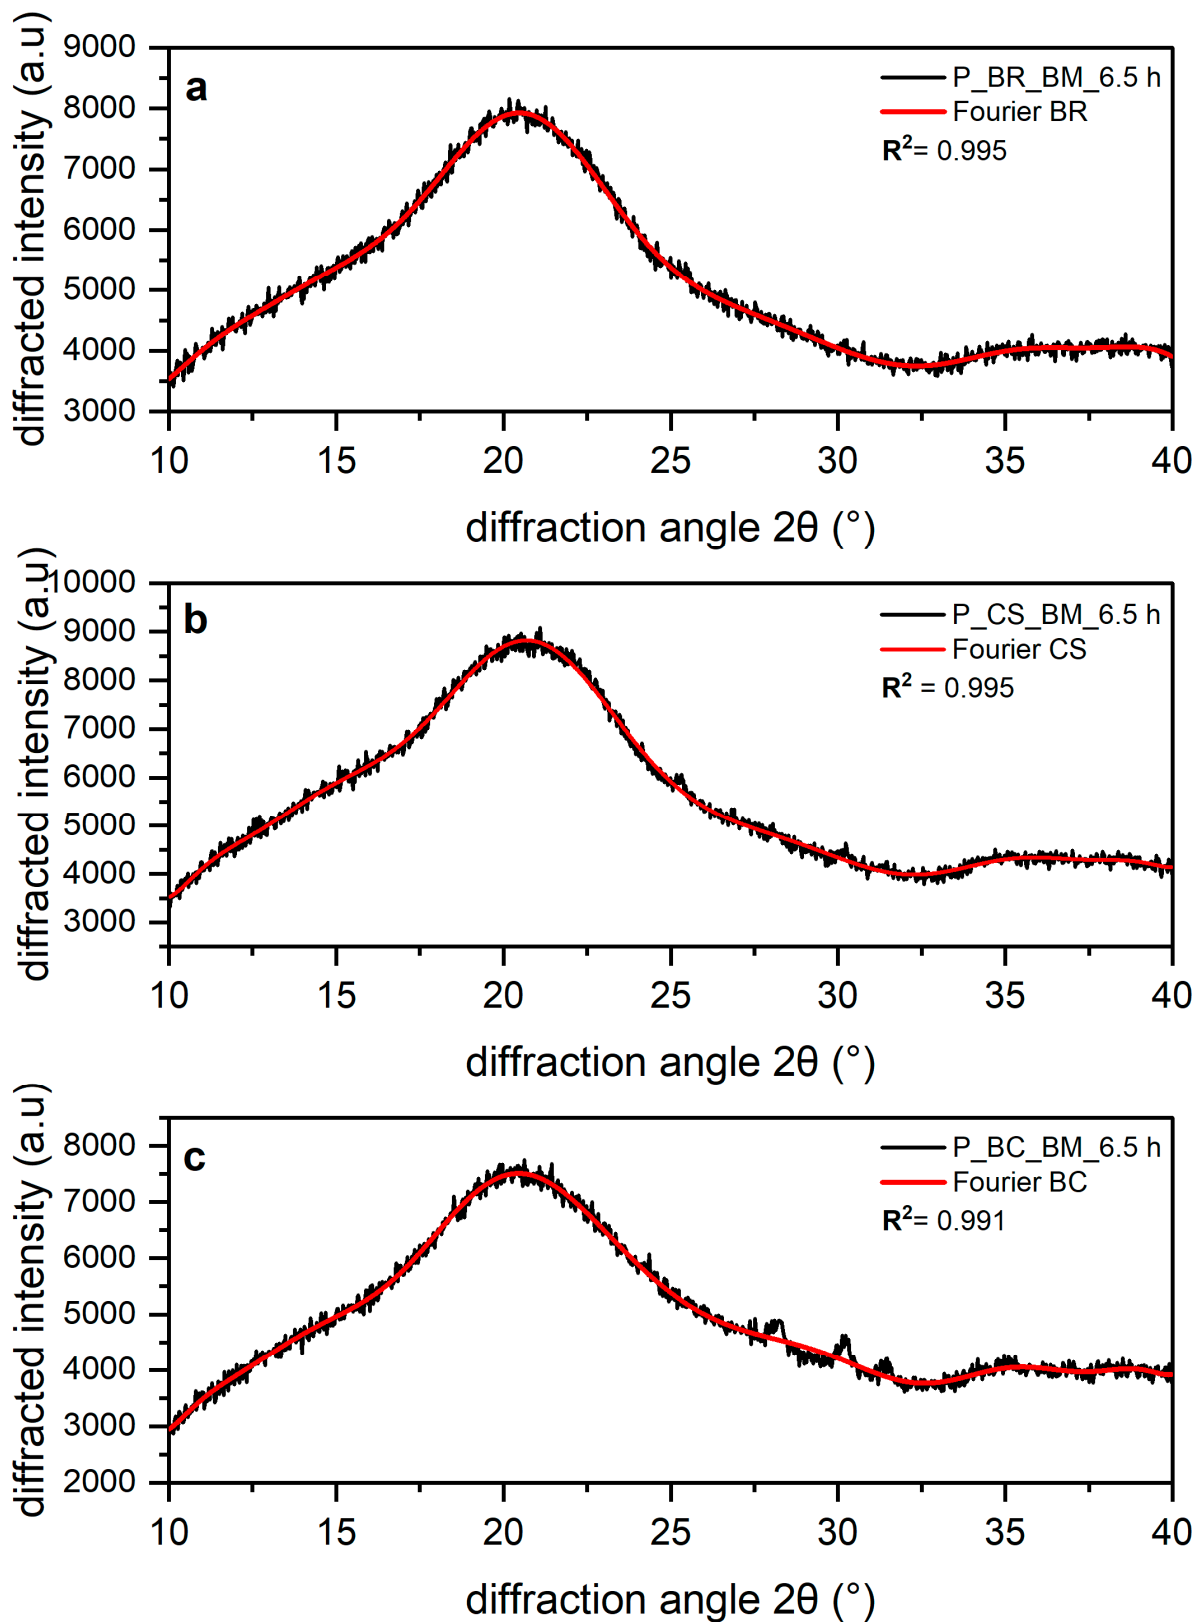 diffracted intensity (a.u)
9000
8000
7000
6000
5000
4000
3000
a
P_BR_BM_6.5 h
Fourier BR
R²= 0.995
10 15 20 25 30 35 40
diffraction angle 2θ (°)
diffracted intensity (a.u)
10000
9000
8000
7000
6000
5000
4000
3000
b
P_CS_BM_6.5 h
Fourier CS
R² = 0.995
10 15 20 25 30 35 40
diffraction angle 2θ (°)
diffracted intensity (a.u)
8000
7000
6000
5000
4000
3000
2000
c
P_BC_BM_6.5 h
Fourier BC
R²= 0.991
10 15 20 25 30 35 40
diffraction angle 2θ (°)